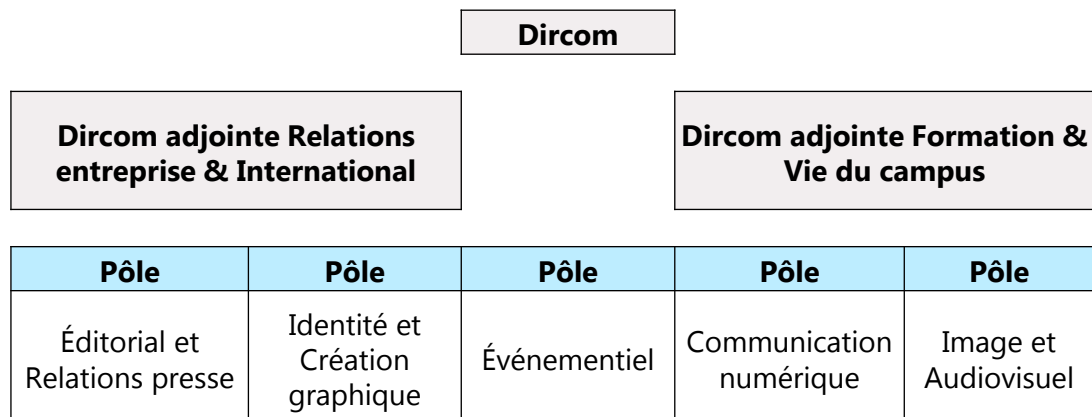 Dircom
Dircom adjointe Relations
entreprise & International
Dircom adjointe Formation &
Vie du campus
Pôle
Pôle
Pôle
Pôle
Pôle
Éditorial et
Relations presse
Identité et
Création
graphique
Événementiel
Communication
numérique
Image et
Audiovisuel